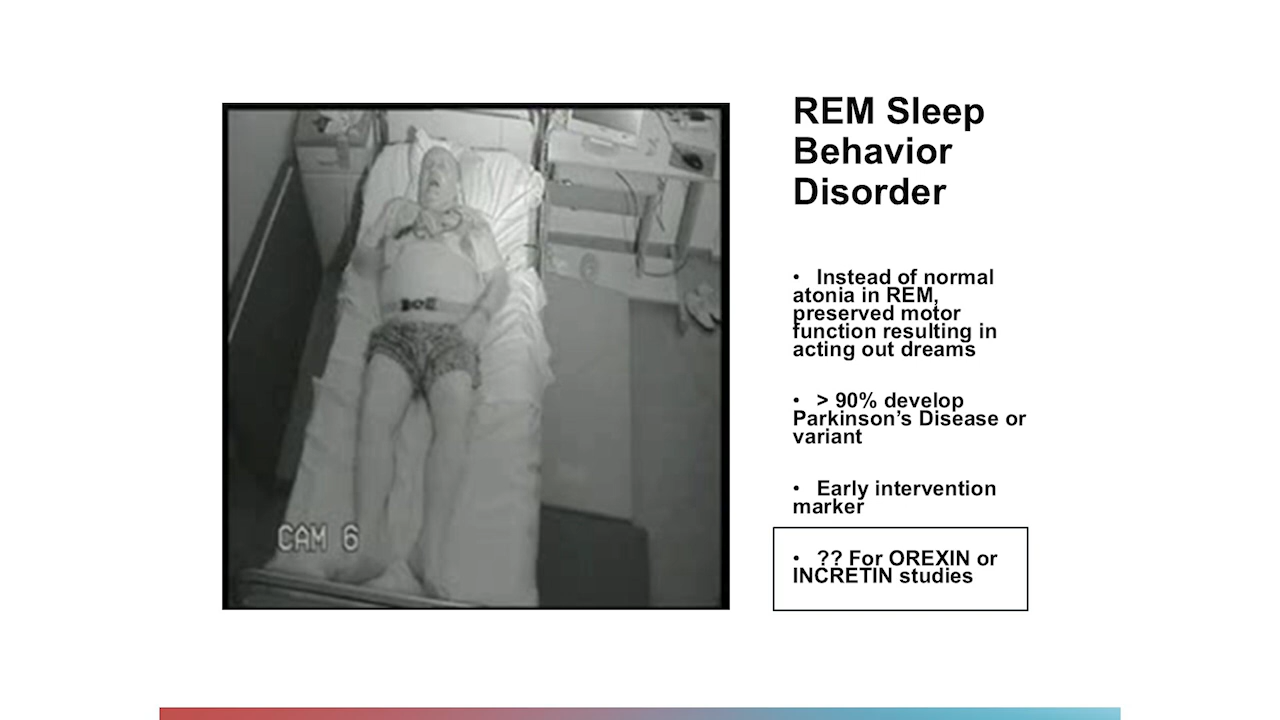 REM Sleep
Behavior
Disorder
• Instead of normal
atonia in REM,
preserved motor
function resulting in
acting out dreams
• > 90% develop
Parkinson’s Disease or
variant
• Early intervention
marker
• ?? For OREXIN or
INCRETIN studies
CAM 6